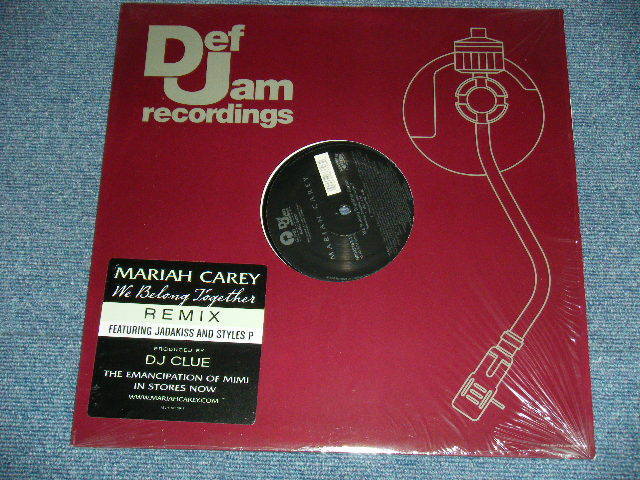 Def
Jam
recordings
MARIAH CAREY
MARIAH CAREY
We Belong Together
REMIX
FEATURING JADAKISS AND STYLES P
PRODUCED BY
DJ CLUE
THE EMANCIPATION OF MIMI
IN STORES NOW
WWW.MARIAHCAREY.COM